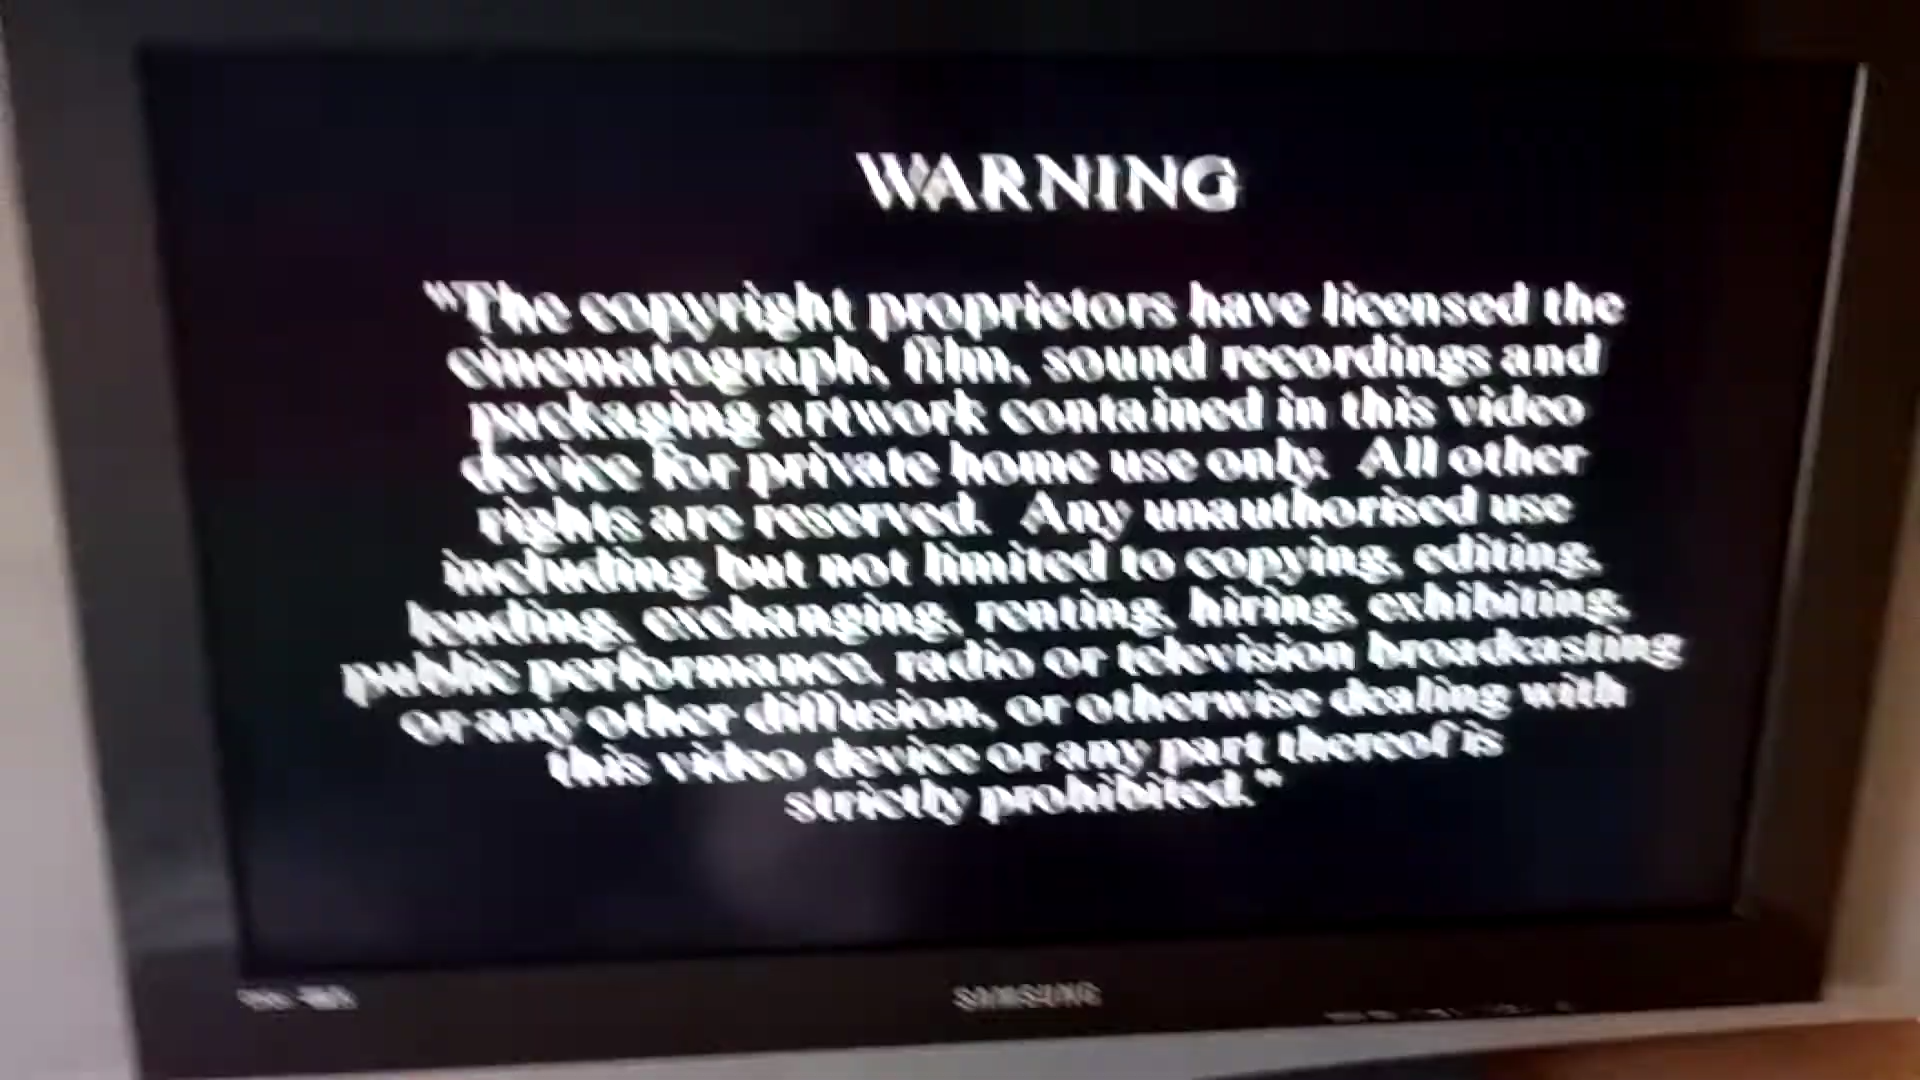 WARNING
"The copyright proprietors have licensed the
cinematograph, film, sound recordings and
packaging artwork contained in this video
device for private home use only.  All other
rights are reserved.  Any unauthorised use
including but not limited to copying, editing,
lending, exchanging, renting, hiring, exhibiting,
public performance, radio or television broadcasting
or any other diffusion, or otherwise dealing with
this video device or any part thereof is
strictly prohibited."
SAMSUNG